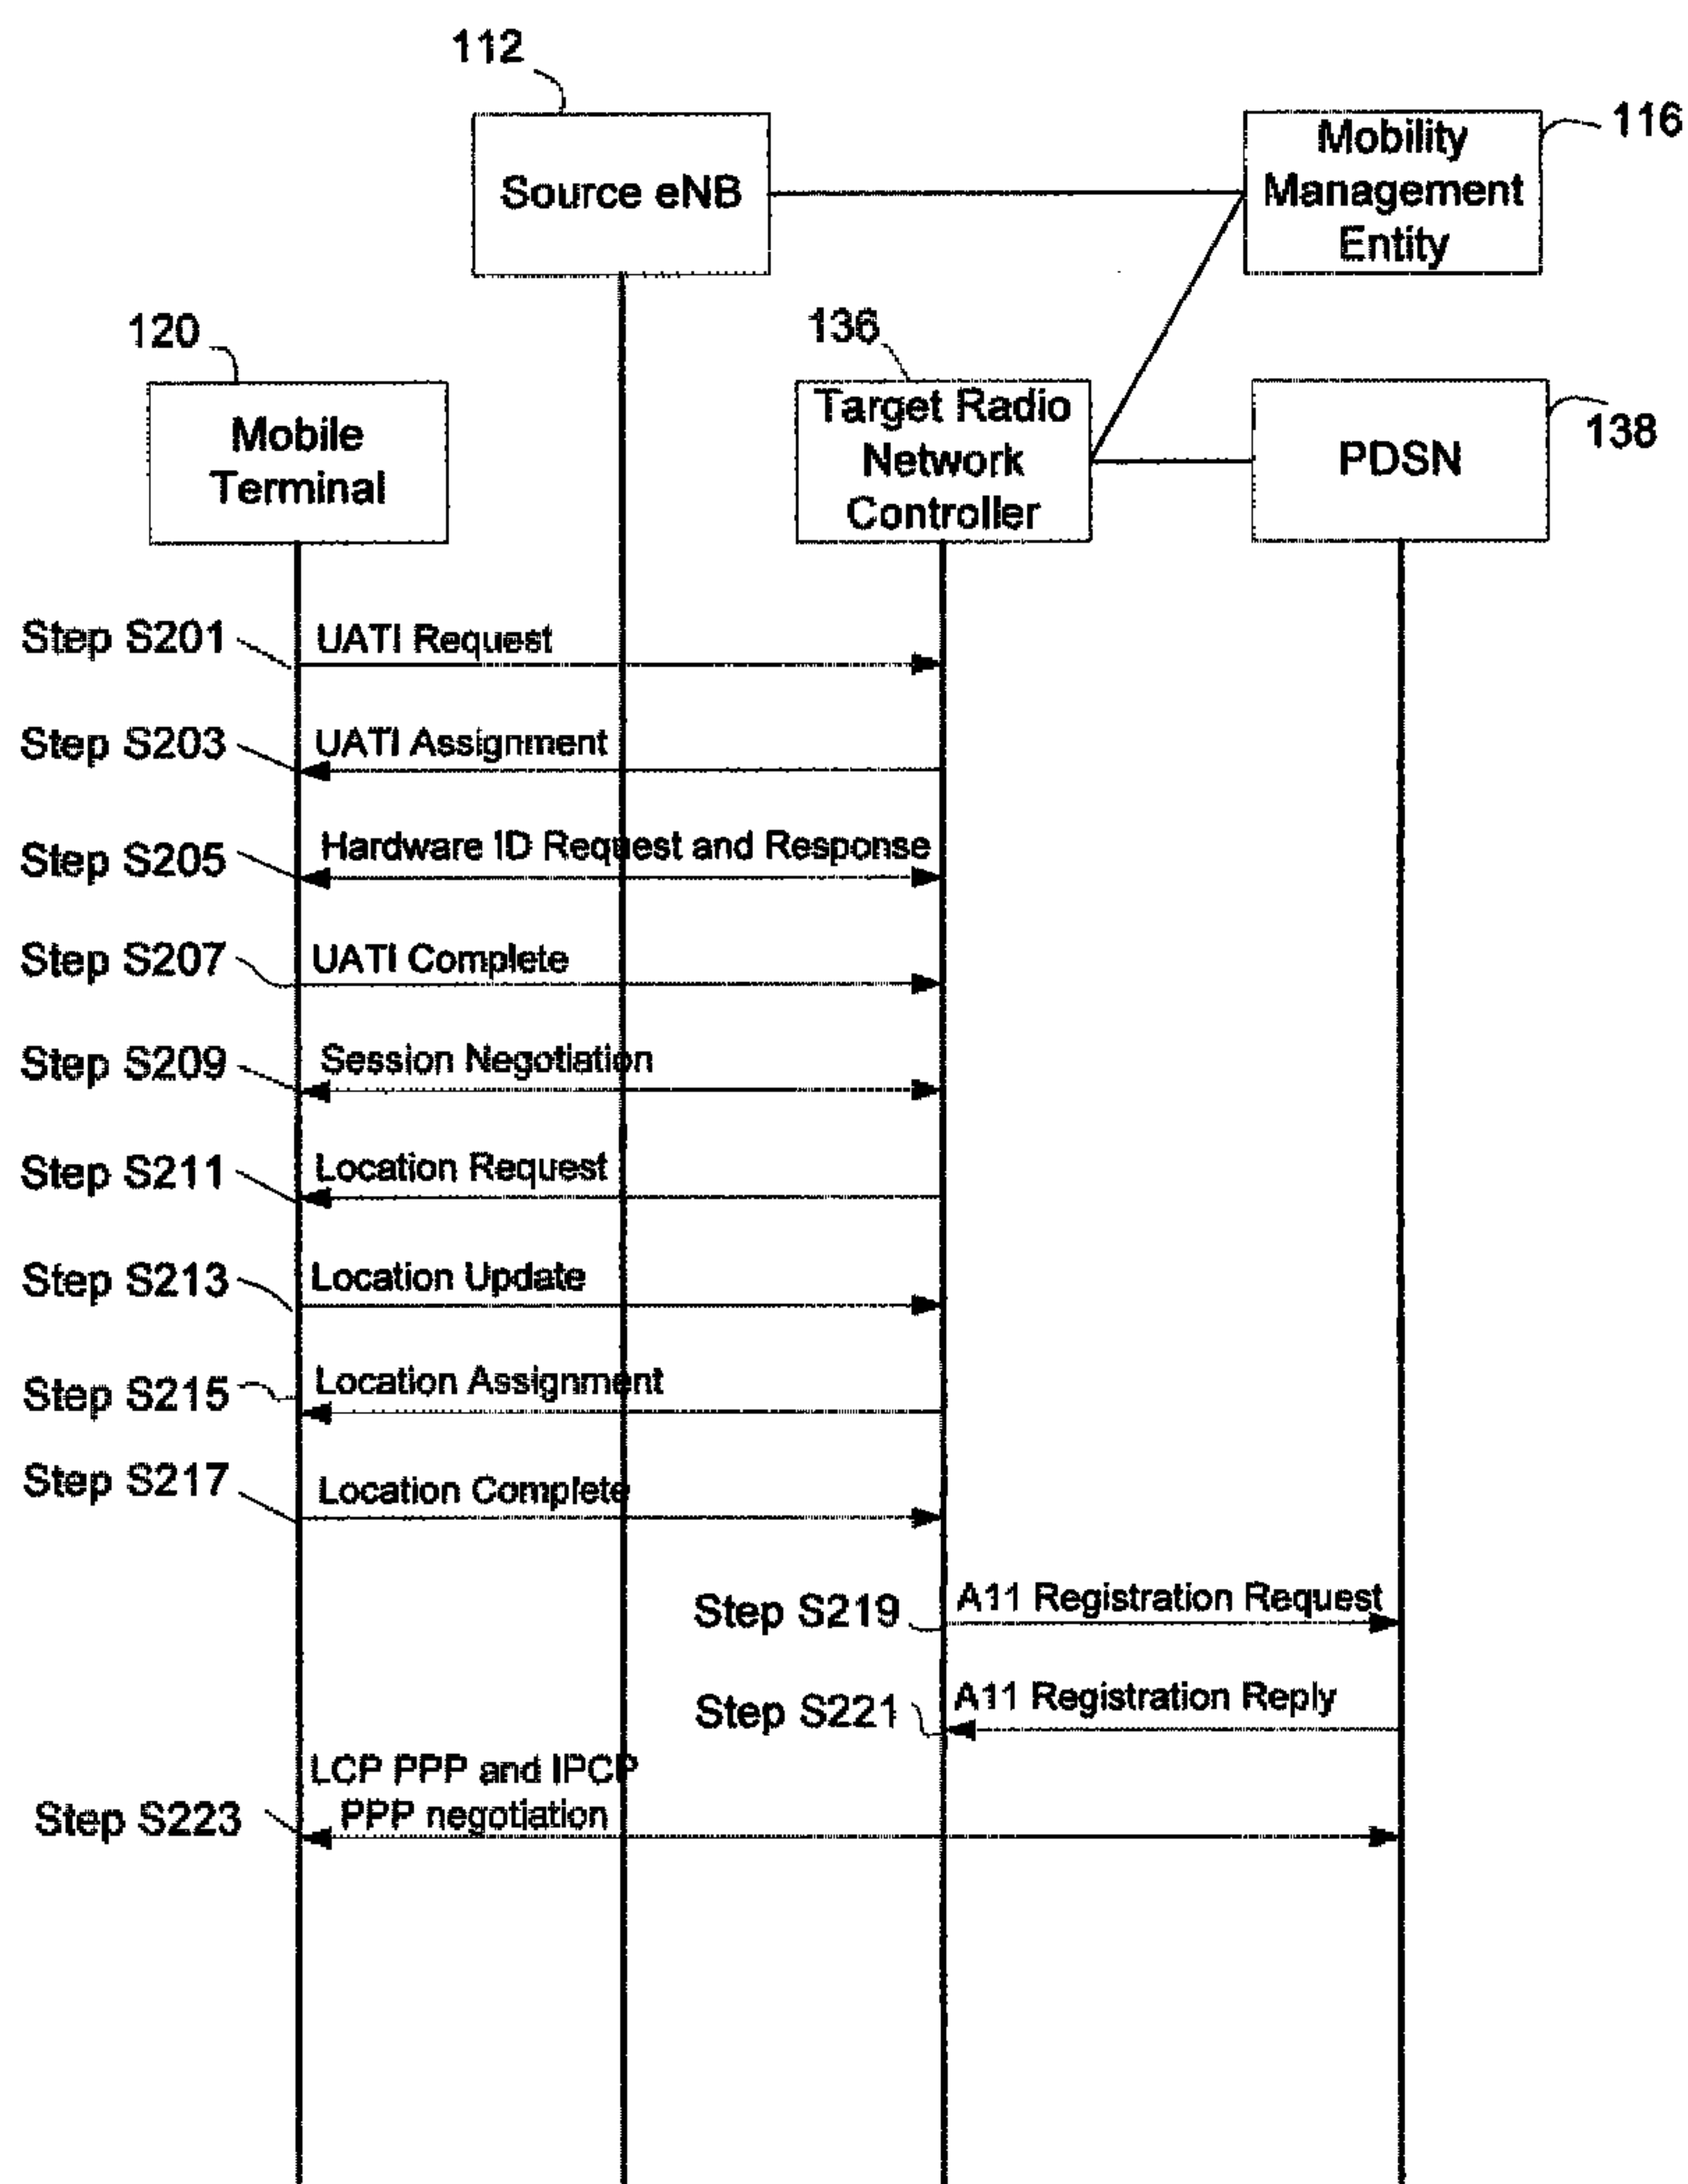 112
Source eNB
Mobility
Management
Entity
116
120
Mobile
Terminal
136
Target Radio
Network
Controller
PDSN
138
Step S201
UATI Request
Step S203
UATI Assignment
Step S205
Hardware ID Request and Response
Step S207
UATI Complete
Step S209
Session Negotiation
Step S211
Location Request
Step S213
Location Update
Step S215
Location Assignment
Step S217
Location Complete
Step S219
A11 Registration Request
Step S221
A11 Registration Reply
LCP PPP and IPCP
Step S223
PPP negotiation